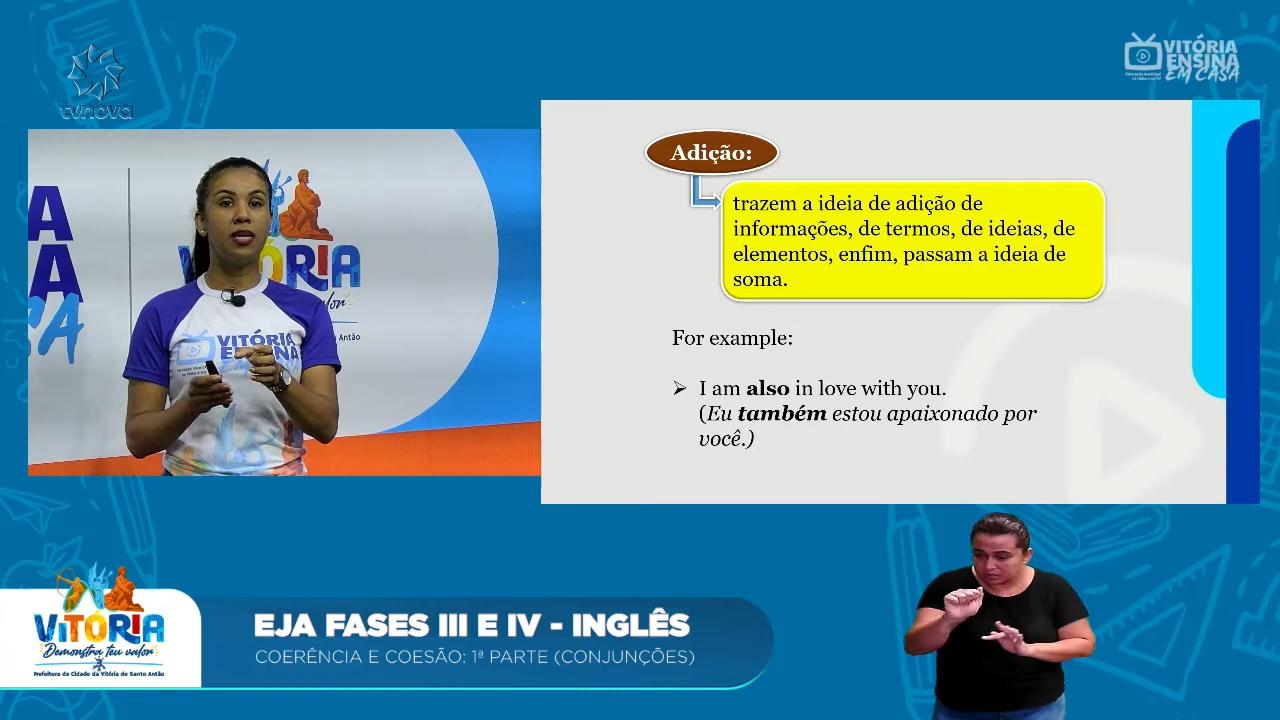 tvnova
VITÓRIA
ENSINA
EM CASA
Adição:
trazem a ideia de adição de
informações, de termos, de ideias, de
elementos, enfim, passam a ideia de
soma.
For example:
➢ I am also in love with you.
(Eu também estou apaixonado por
você.)
VITÓRIA
VITÓRIA
ENSINA
VITÓRIA
Demonstra teu valor
Prefeitura da Cidade da Vitória de Santo Antão
EJA FASES III E IV - INGLÊS
COERÊNCIA E COESÃO: 1ª PARTE (CONJUNÇÕES)